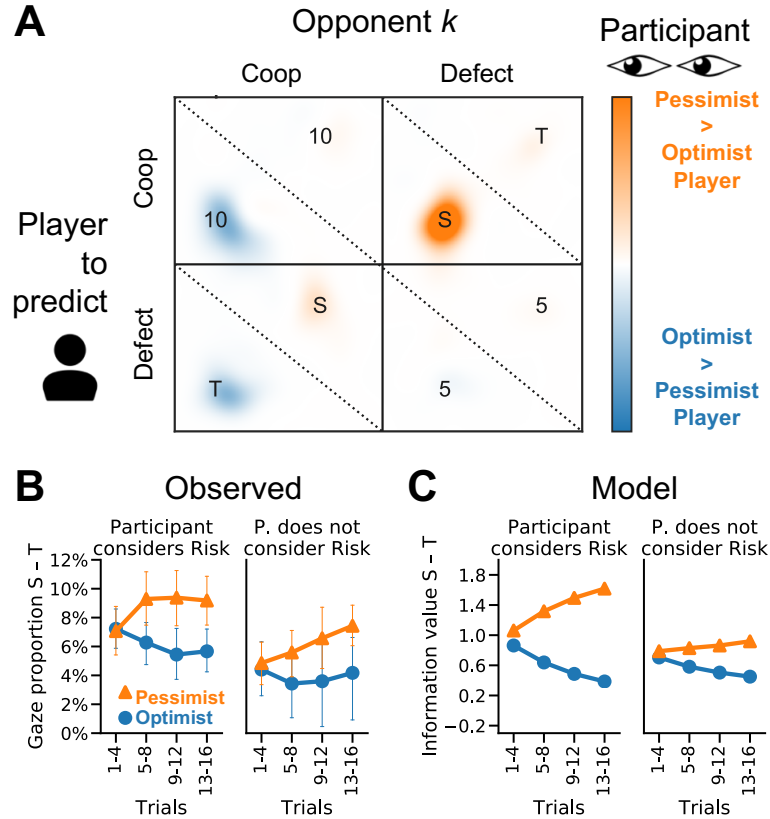 A
Opponent k
Participant
Coop
Defect
Pessimist
>
Optimist
Player
Optimist
>
Pessimist
Player
Player
to
predict
Coop
Defect
10
10
T
S
S
T
5
5
B
Observed
Participant
considers Risk
P. does not
consider Risk
Gaze proportion S – T
12%
10%
8%
6%
4%
2%
0%
Pessimist
Optimist
1-4
5-8
9-12
13-16
1-4
5-8
9-12
13-16
Trials
Trials
C
Model
Participant
considers Risk
P. does not
consider Risk
Information value S – T
1.8
1.4
1.0
0.6
0.2
−0.2
1-4
5-8
9-12
13-16
1-4
5-8
9-12
13-16
Trials
Trials